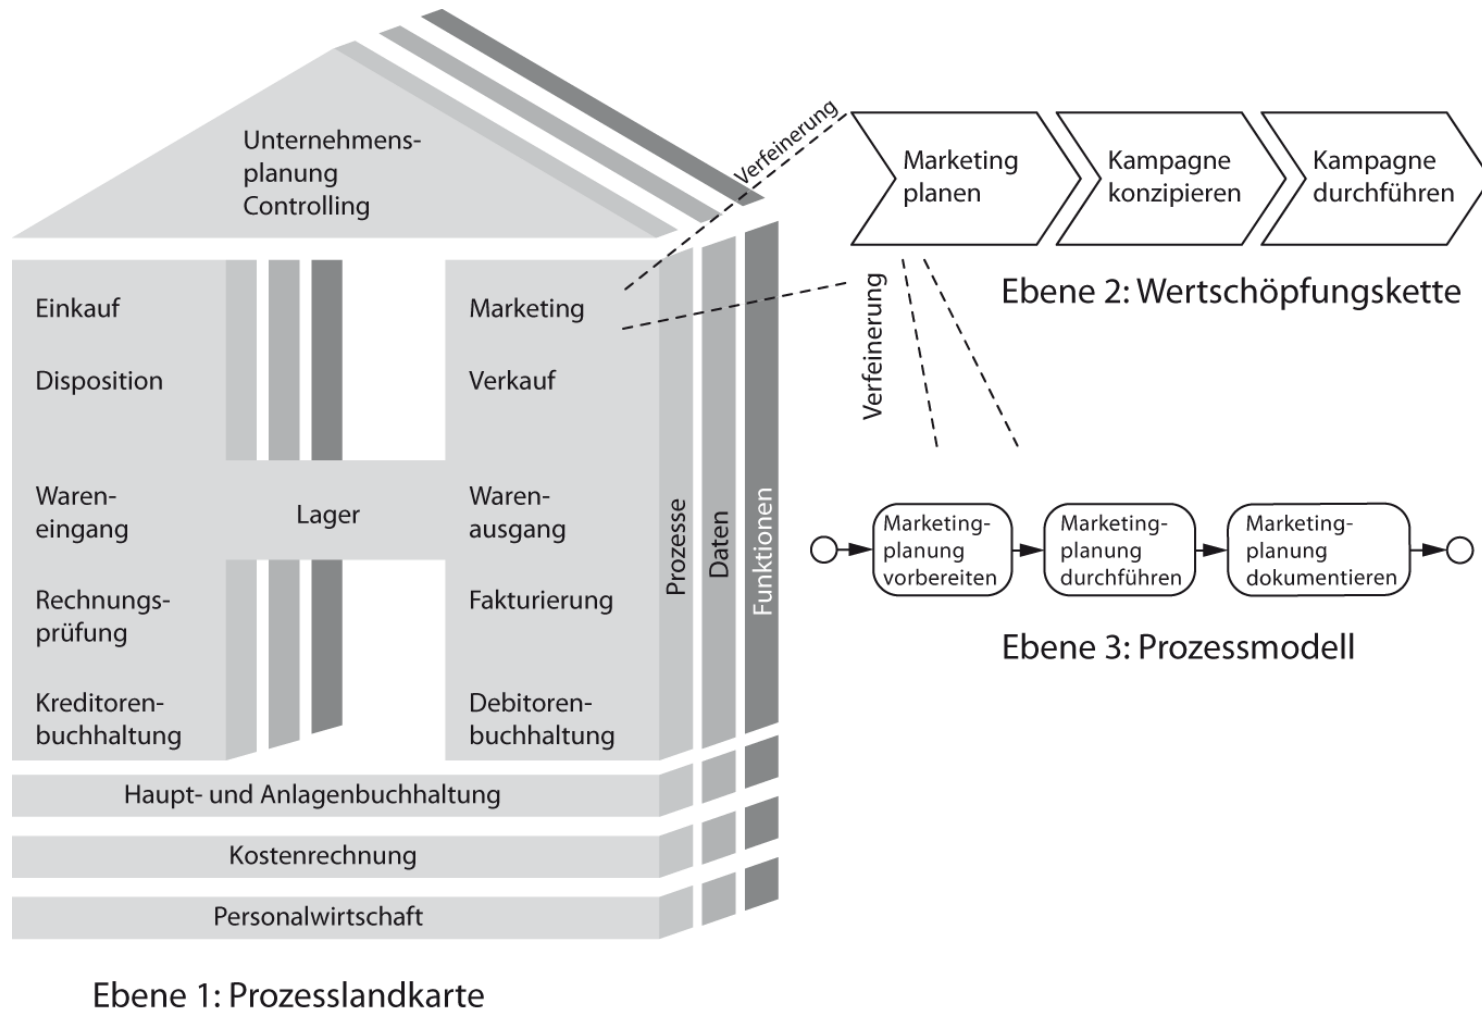 Unternehmens-
planung
Controlling
Einkauf
Disposition
Waren-
eingang
Rechnungs-
prüfung
Kreditoren-
buchhaltung
Lager
Marketing
Verkauf
Waren-
ausgang
Fakturierung
Debitoren-
buchhaltung
Prozesse
Daten
Funktionen
Haupt- und Anlagenbuchhaltung
Kostenrechnung
Personalwirtschaft
Ebene 1: Prozesslandkarte
Verfeinerung
Marketing
planen
Kampagne
konzipieren
Kampagne
durchführen
Ebene 2: Wertschöpfungskette
Verfeinerung
Marketing-
planung
vorbereiten
Marketing-
planung
durchführen
Marketing-
planung
dokumentieren
Ebene 3: Prozessmodell